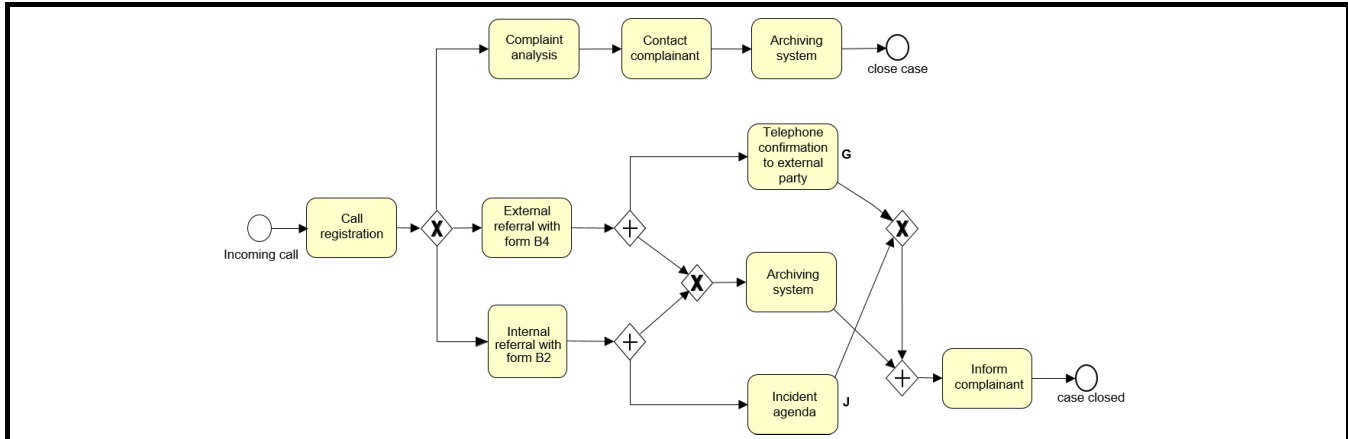 Complaint
analysis
Contact
complainant
Archiving
system
close case
Telephone
confirmation
to external
party
G
Call
registration
X
External
referral with
form B4
X
Incoming call
X
Archiving
system
Internal
referral with
form B2
Inform
complainant
Incident
agenda
J
case closed